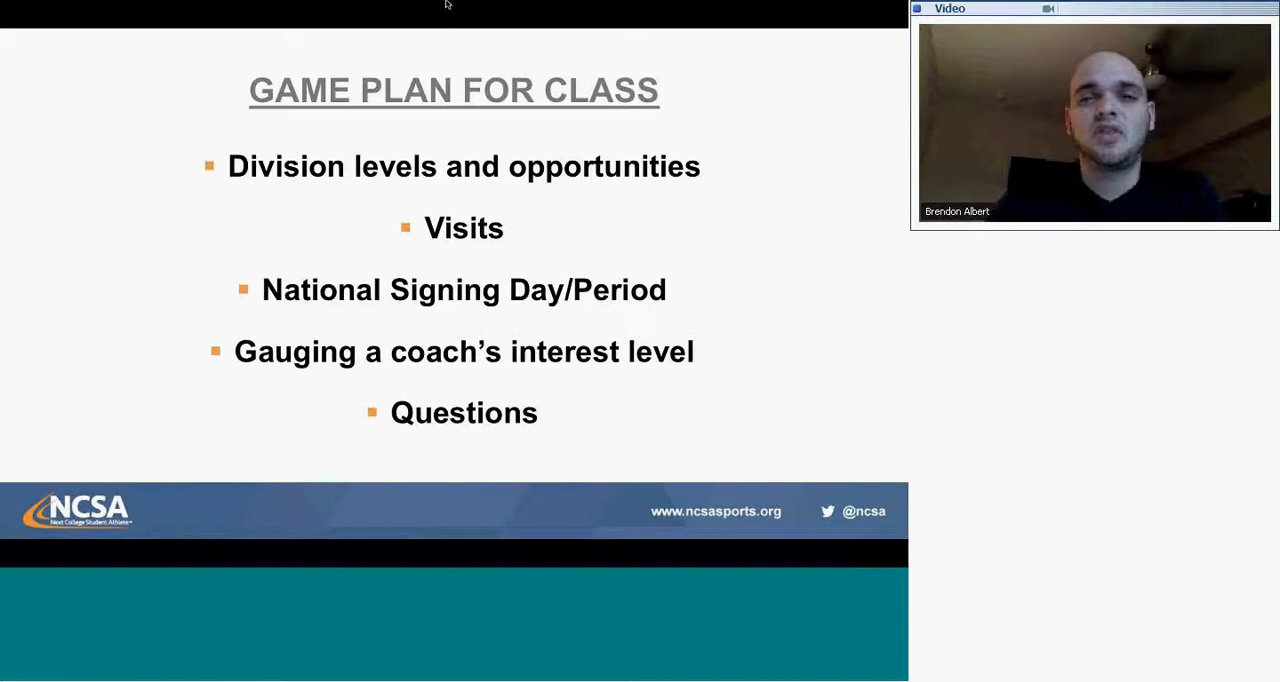 GAME PLAN FOR CLASS
Division levels and opportunities
Visits
National Signing Day/Period
Gauging a coach’s interest level
Questions
NCSA
Next College Student Athlete
www.ncsasports.org
@ncsa
Video
Brendon Albert